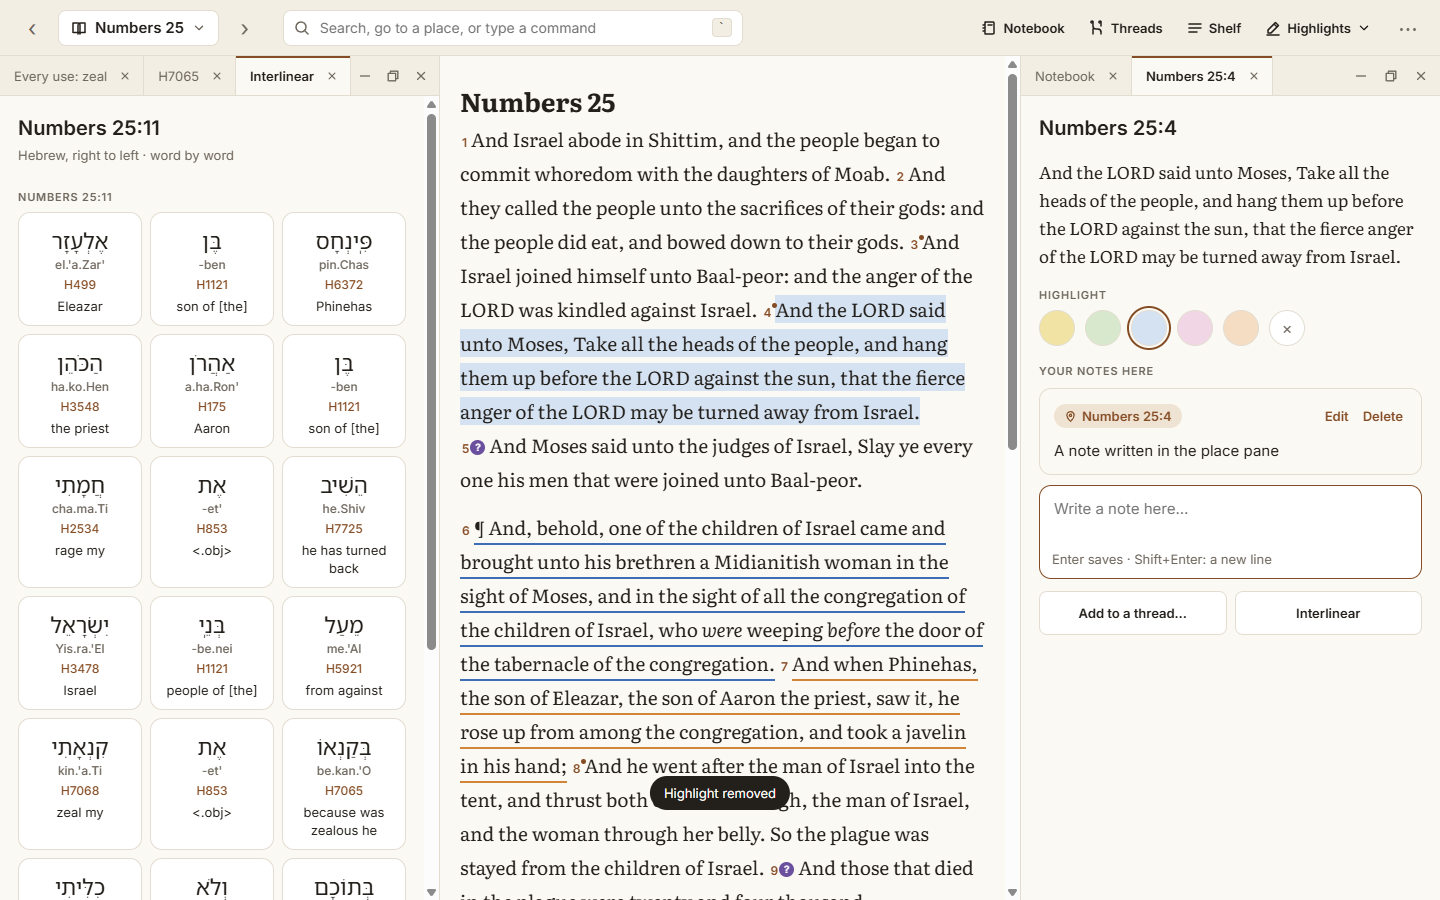 Numbers 25
Search, go to a place, or type a command
`
Notebook
Threads
Shelf
Highlights
Every use: zeal
H7065
Interlinear
Numbers 25:11
Hebrew, right to left · word by word
NUMBERS 25:11
אֶלְעָזָר
el.'a.Zar'
H499
Eleazar
בֶּן
-ben
H1121
son of [the]
פִּֽינְחָס
pin.Chas
H6372
Phinehas
הַכֹּהֵן
ha.ko.Hen
H3548
the priest
אַהֲרֹן
a.ha.Ron'
H175
Aaron
בֶּן
-ben
H1121
son of [the]
חֲמָתִי
cha.ma.Ti
H2534
rage my
אֶת
-et'
H853
<.obj>
הֵשִׁיב
he.Shiv
H7725
he has turned
back
יִשְׂרָאֵל
Yis.ra.'El
H3478
Israel
בְּנֵֽי
-be.nei
H1121
people of [the]
מֵעַל
me.'Al
H5921
from against
קִנְאָתִי
kin.'a.Ti
H7068
zeal my
אֶת
-et'
H853
<.obj>
בְּקַנְאוֹ
be.kan.'O
H7065
because was
zealous he
כִלִּיתִי
וְלֹא
בְּתוֹכָם
Numbers 25
1 And Israel abode in Shittim, and the people began to
commit whoredom with the daughters of Moab. 2 And
they called the people unto the sacrifices of their gods: and
the people did eat, and bowed down to their gods. 3 And
Israel joined himself unto Baal-peor: and the anger of the
LORD was kindled against Israel. 4 And the LORD said
unto Moses, Take all the heads of the people, and hang
them up before the LORD against the sun, that the fierce
anger of the LORD may be turned away from Israel.
5 ? And Moses said unto the judges of Israel, Slay ye every
one his men that were joined unto Baal-peor.
6 ¶ And, behold, one of the children of Israel came and
brought unto his brethren a Midianitish woman in the
sight of Moses, and in the sight of all the congregation of
the children of Israel, who were weeping before the door of
the tabernacle of the congregation. 7 And when Phinehas,
the son of Eleazar, the son of Aaron the priest, saw it, he
rose up from among the congregation, and took a javelin
in his hand; 8 And he went after the man of Israel into the
tent, and thrust both h, the man of Israel,
and the woman through her belly. So the plague was
stayed from the children of Israel. 9 ? And those that died
in the plague were twenty and four thousand.
Highlight removed
Notebook
Numbers 25:4
Numbers 25:4
And the LORD said unto Moses, Take all the
heads of the people, and hang them up before
the LORD against the sun, that the fierce anger
of the LORD may be turned away from Israel.
HIGHLIGHT
YOUR NOTES HERE
Numbers 25:4
Edit
Delete
A note written in the place pane
Write a note here...
Enter saves · Shift+Enter: a new line
Add to a thread...
Interlinear